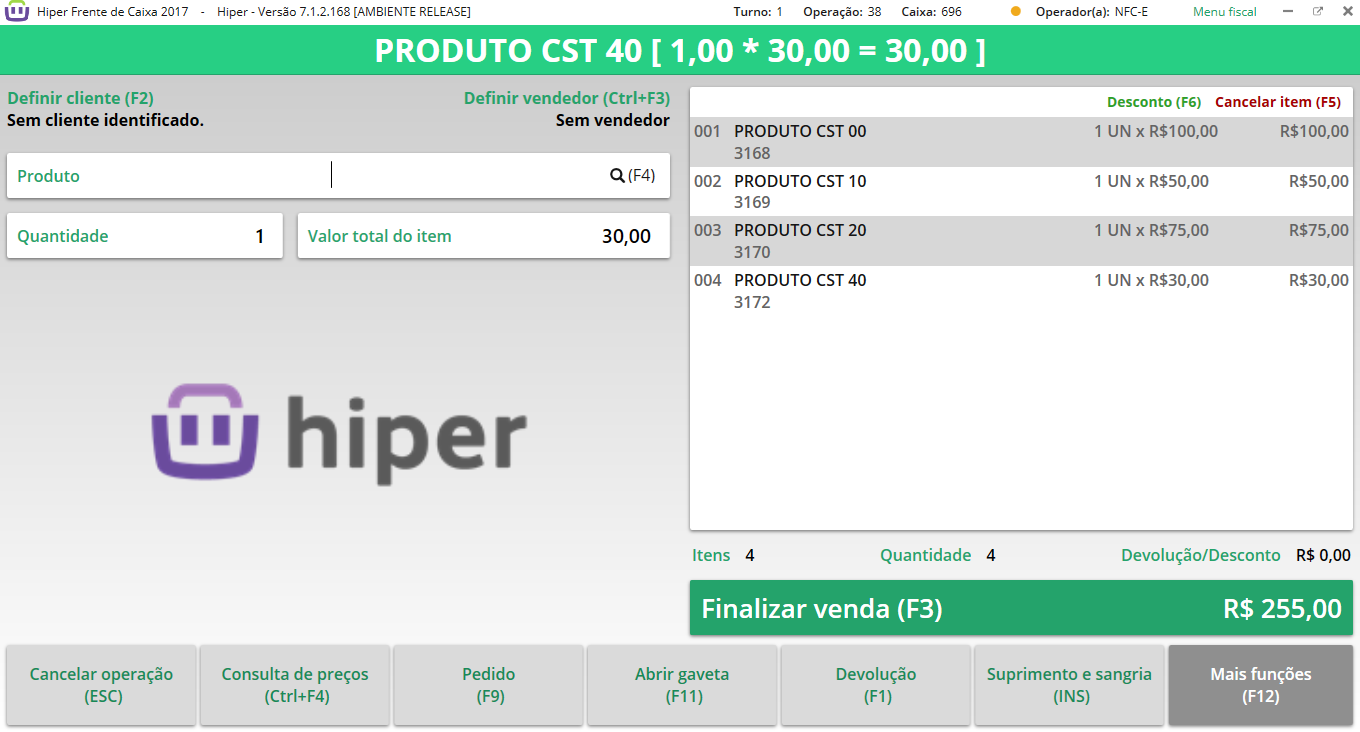 Hiper Frente de Caixa 2017 - Hiper - Versão 7.1.2.168 [AMBIENTE RELEASE] Turno: 1 Operação: 38 Caixa: 696 Operador(a): NFC-E Menu fiscal
PRODUTO CST 40 [ 1,00 * 30,00 = 30,00 ]
Definir cliente (F2) Definir vendedor (Ctrl+F3)
Sem cliente identificado. Sem vendedor
Produto (F4)
Quantidade 1 Valor total do item 30,00
hiper
Desconto (F6) Cancelar item (F5)
001 PRODUTO CST 00 1 UN x R$100,00 R$100,00
3168
002 PRODUTO CST 10 1 UN x R$50,00 R$50,00
3169
003 PRODUTO CST 20 1 UN x R$75,00 R$75,00
3170
004 PRODUTO CST 40 1 UN x R$30,00 R$30,00
3172
Itens 4 Quantidade 4 Devolução/Desconto R$ 0,00
Finalizar venda (F3) R$ 255,00
Cancelar operação
(ESC)
Consulta de preços
(Ctrl+F4)
Pedido
(F9)
Abrir gaveta
(F11)
Devolução
(F1)
Suprimento e sangria
(INS)
Mais funções
(F12)